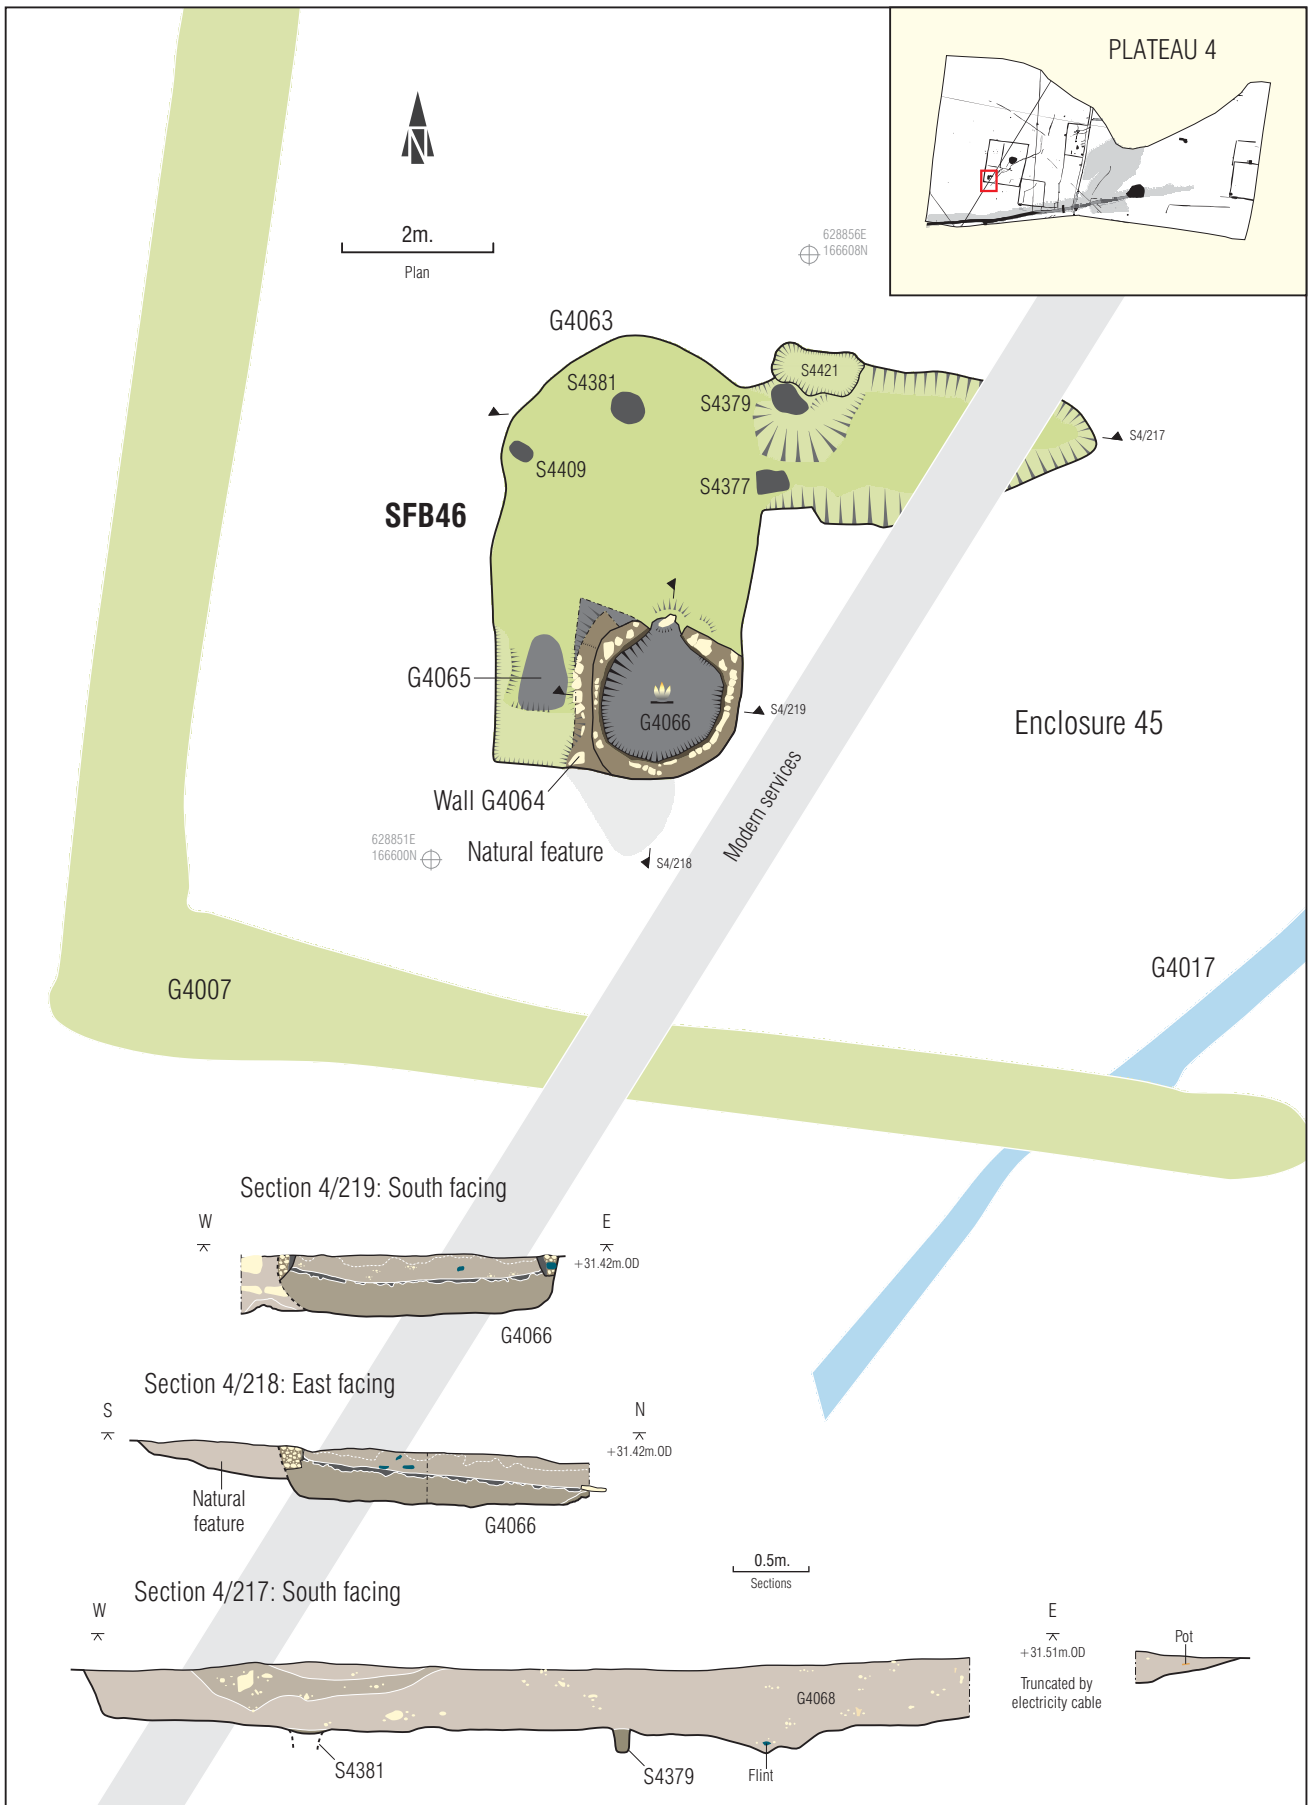 PLATEAU 4
N
2m.
Plan
628856E
166608N
G4063
S4421
S4381
S4379
S4/217
S4409
S4377
SFB46
G4065
S4/219
G4066
Enclosure 45
Wall G4064
Modern services
628851E
166600N
Natural feature
S4/218
G4017
G4007
Section 4/219: South facing
W
E
+31.42m.OD
G4066
Section 4/218: East facing
S
N
+31.42m.OD
Natural
feature
G4066
0.5m.
Sections
Section 4/217: South facing
W
E
+31.51m.OD
Pot
Truncated by
electricity cable
G4068
S4381
S4379
Flint